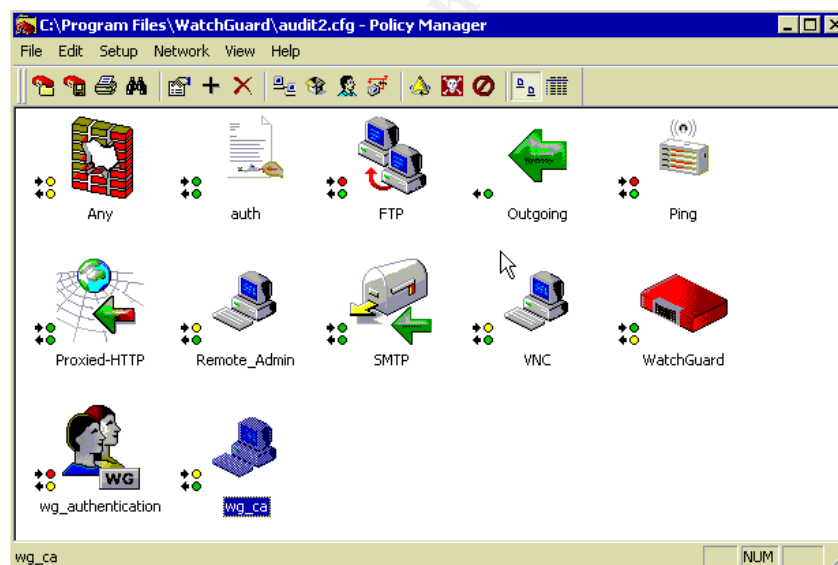 C:\Program Files\WatchGuard\audit2.cfg - Policy Manager
File Edit Setup Network View Help
Any auth FTP Outgoing Ping
Proxied-HTTP Remote_Admin SMTP VNC WatchGuard
WG
wg_authentication wg_ca
wg_ca NUM